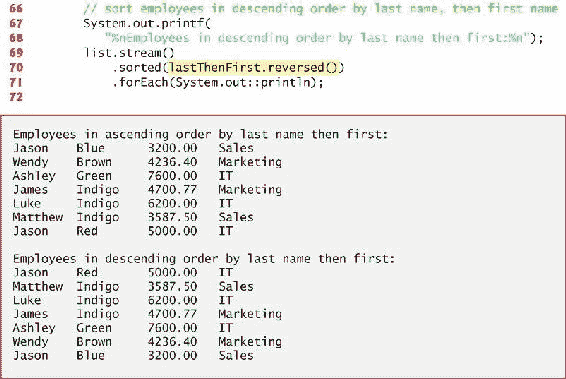 66 // sort employees in descending order by last name, then first name
67 System.out.printf(
68 "%nEmployees in descending order by last name then first:%n");
69 list.stream()
70 .sorted(lastThenFirst.reversed())
71 .forEach(System.out::println);
72
Employees in ascending order by last name then first:
Jason Blue 3200.00 Sales
Wendy Brown 4236.40 Marketing
Ashley Green 7600.00 IT
James Indigo 4700.77 Marketing
Luke Indigo 6200.00 IT
Matthew Indigo 3587.50 Sales
Jason Red 5000.00 IT
Employees in descending order by last name then first:
Jason Red 5000.00 IT
Matthew Indigo 3587.50 Sales
Luke Indigo 6200.00 IT
James Indigo 4700.77 Marketing
Ashley Green 7600.00 IT
Wendy Brown 4236.40 Marketing
Jason Blue 3200.00 Sales